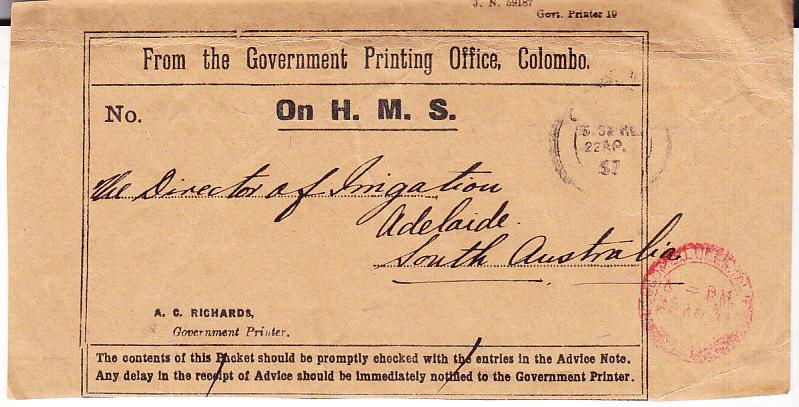 J. N. 59187
Govt. Printer 19
From the Government Printing Office, Colombo.
No.
On H. M. S.
22 AP.
37
The Director of Irrigation
Adelaide.
South Australia.
A. C. RICHARDS,
Government Printer.
The contents of this Packet should be promptly checked with the entries in the Advice Note.
Any delay in the receipt of Advice should be immediately notified to the Government Printer.